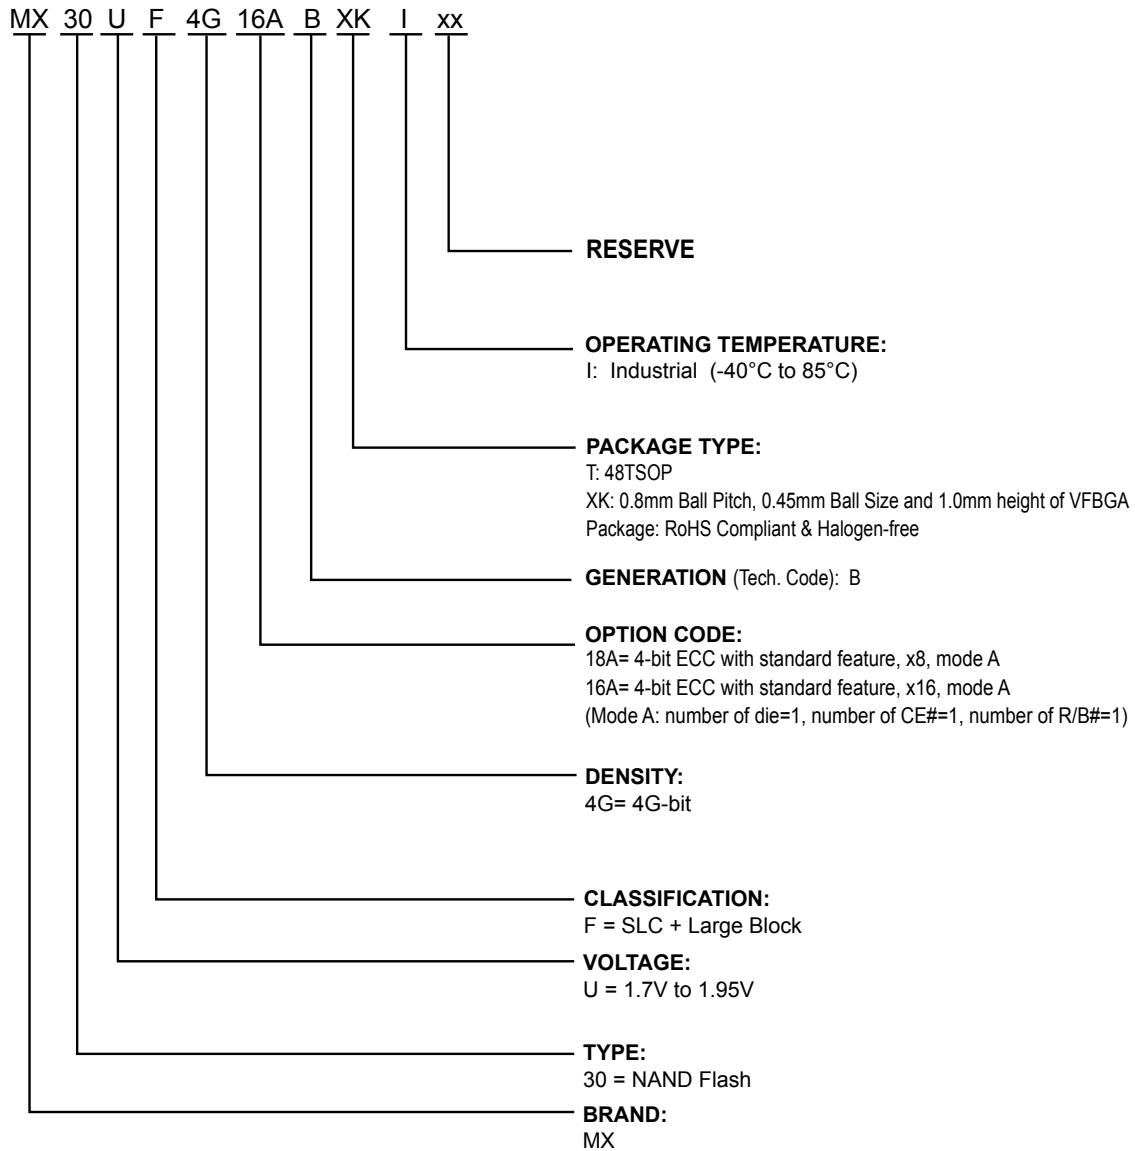 MX 30 U F 4G 16A B XK I xx
RESERVE
OPERATING TEMPERATURE:
I: Industrial (-40°C to 85°C)
PACKAGE TYPE:
T: 48TSOP
XK: 0.8mm Ball Pitch, 0.45mm Ball Size and 1.0mm height of VFBGA
Package: RoHS Compliant & Halogen-free
GENERATION (Tech. Code): B
OPTION CODE:
18A= 4-bit ECC with standard feature, x8, mode A
16A= 4-bit ECC with standard feature, x16, mode A
(Mode A: number of die=1, number of CE#=1, number of R/B#=1)
DENSITY:
4G= 4G-bit
CLASSIFICATION:
F = SLC + Large Block
VOLTAGE:
U = 1.7V to 1.95V
TYPE:
30 = NAND Flash
BRAND:
MX